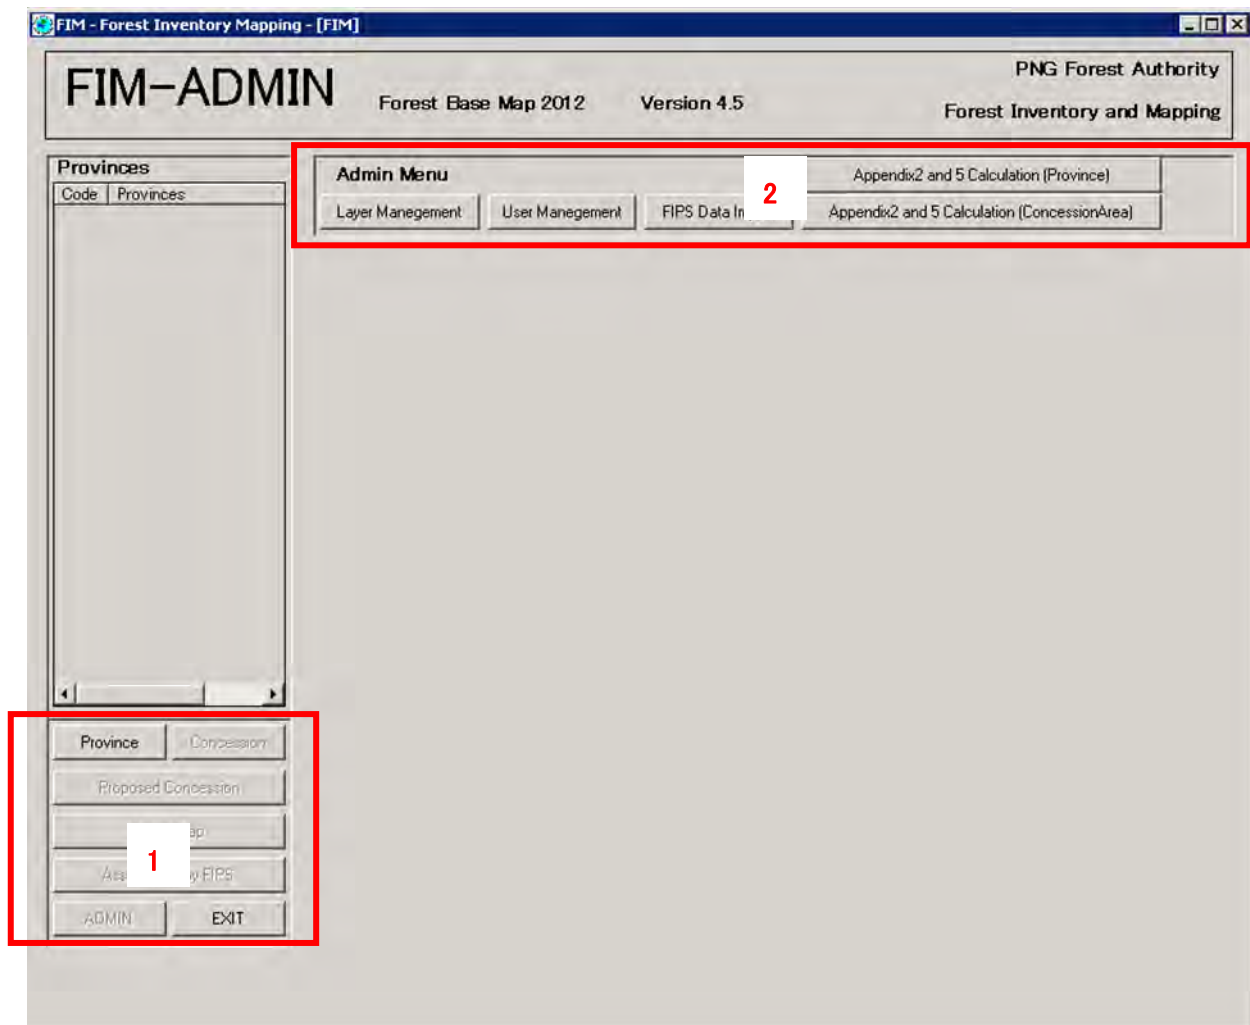 FIM - Forest Inventory Mapping - [FIM]
FIM-ADMIN
Forest Base Map 2012 Version 4.5
PNG Forest Authority
Forest Inventory and Mapping
Provinces
Code Provinces
Admin Menu
2
Appendix2 and 5 Calculation (Province)
Layer Manegement User Manegement FIPS Data Appendix2 and 5 Calculation (ConcessionArea)
Province Concession
Proposed Concession
1
FIPS
ADMIN EXIT